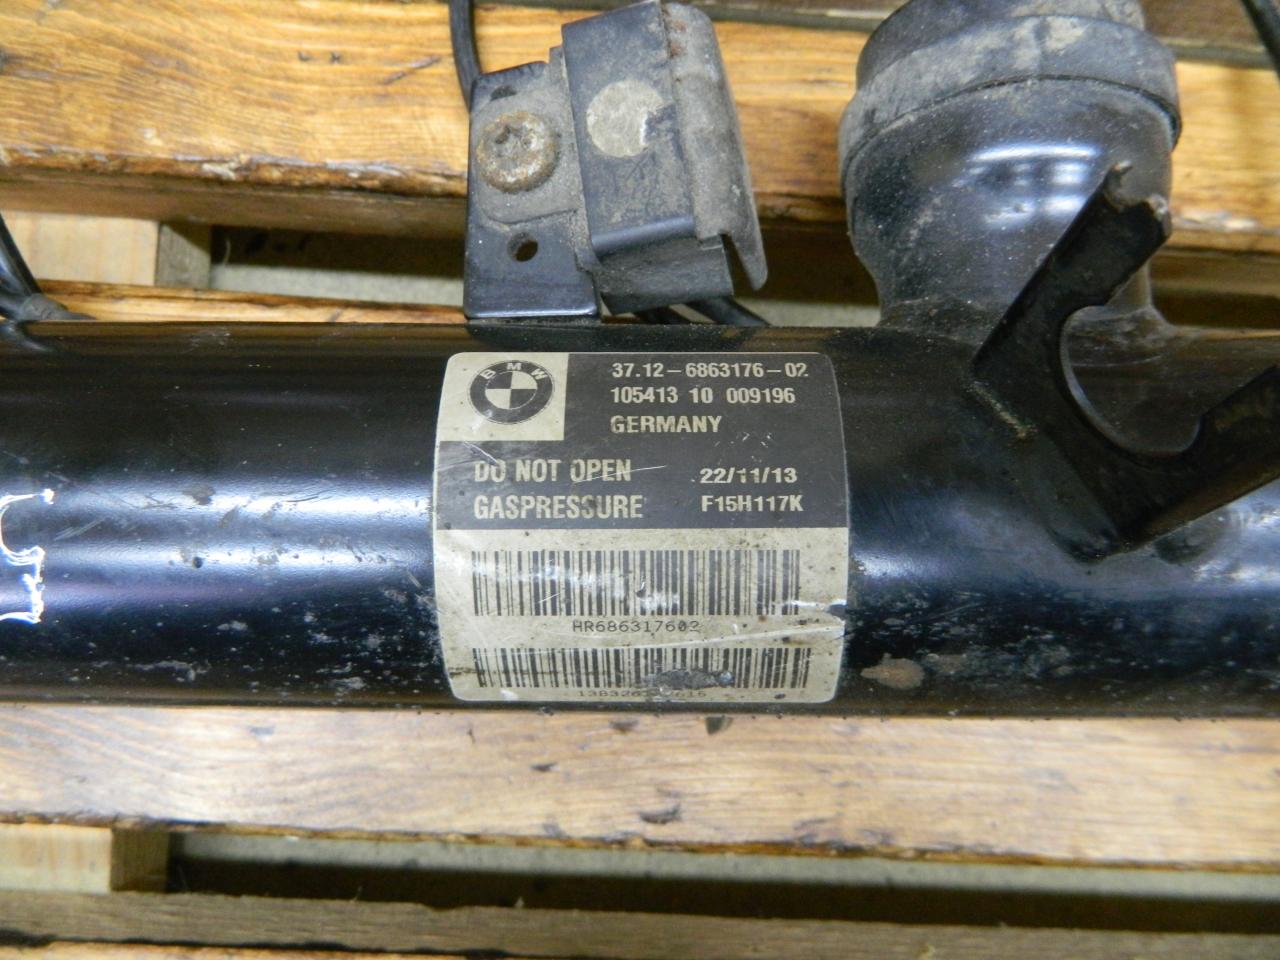 BMW
37.12-6863176-02
105413 10 009196
GERMANY
DO NOT OPEN 22/11/13
GASPRESSURE F15H117K
HR686317602